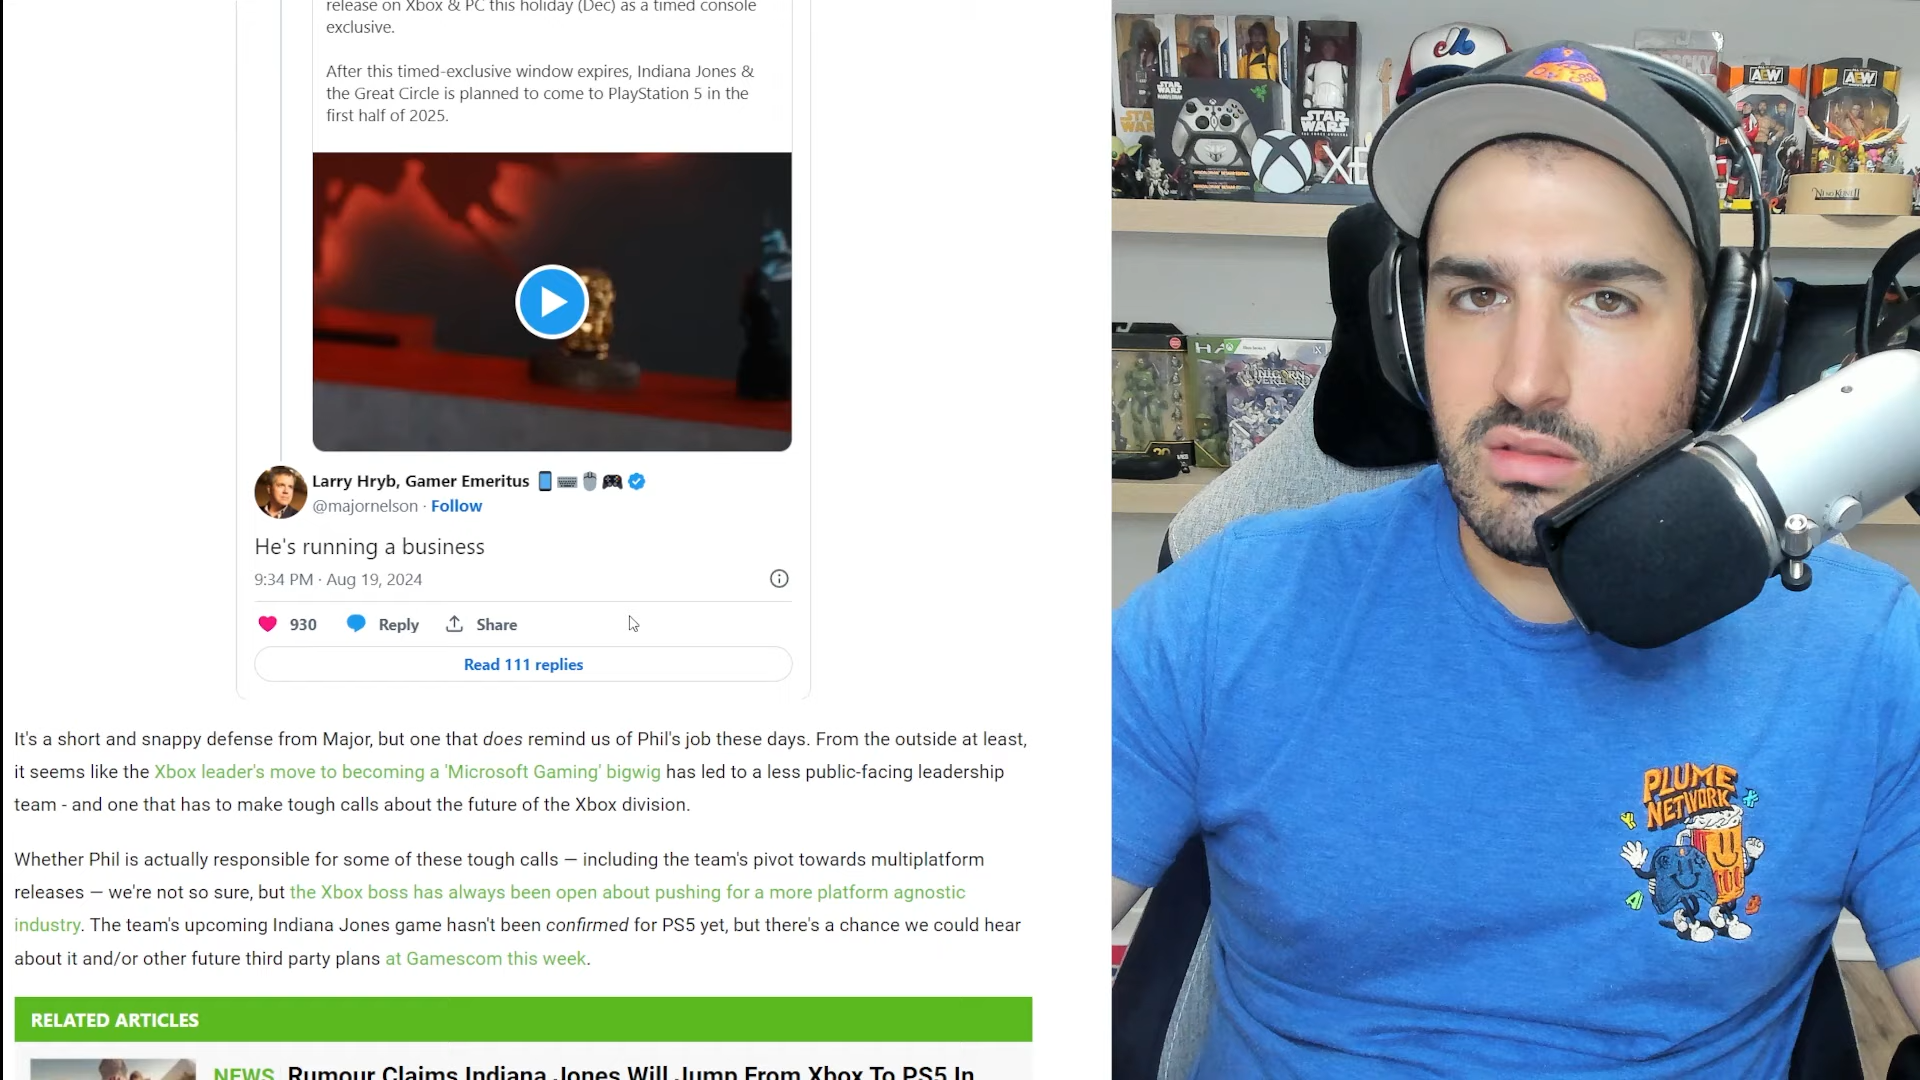 release on Xbox & PC this holiday (Dec) as a timed console
exclusive.
After this timed-exclusive window expires, Indiana Jones &
the Great Circle is planned to come to PlayStation 5 in the
first half of 2025.
Larry Hryb, Gamer Emeritus
@majornelson · Follow
He's running a business
9:34 PM · Aug 19, 2024
930 Reply Share
Read 111 replies
It's a short and snappy defense from Major, but one that does remind us of Phil's job these days. From the outside at least,
it seems like the Xbox leader's move to becoming a 'Microsoft Gaming' bigwig has led to a less public-facing leadership
team - and one that has to make tough calls about the future of the Xbox division.
Whether Phil is actually responsible for some of these tough calls — including the team's pivot towards multiplatform
releases — we're not so sure, but the Xbox boss has always been open about pushing for a more platform agnostic
industry. The team's upcoming Indiana Jones game hasn't been confirmed for PS5 yet, but there's a chance we could hear
about it and/or other future third party plans at Gamescom this week.
RELATED ARTICLES
NEWS Rumour Claims Indiana Jones Will Jump From Xbox To PS5 In
STAR
WARS
STAR
WARS
AEW
AEW
NI NO KUNI II
UNICORN
OVERLORD
PLUME
NETWORK